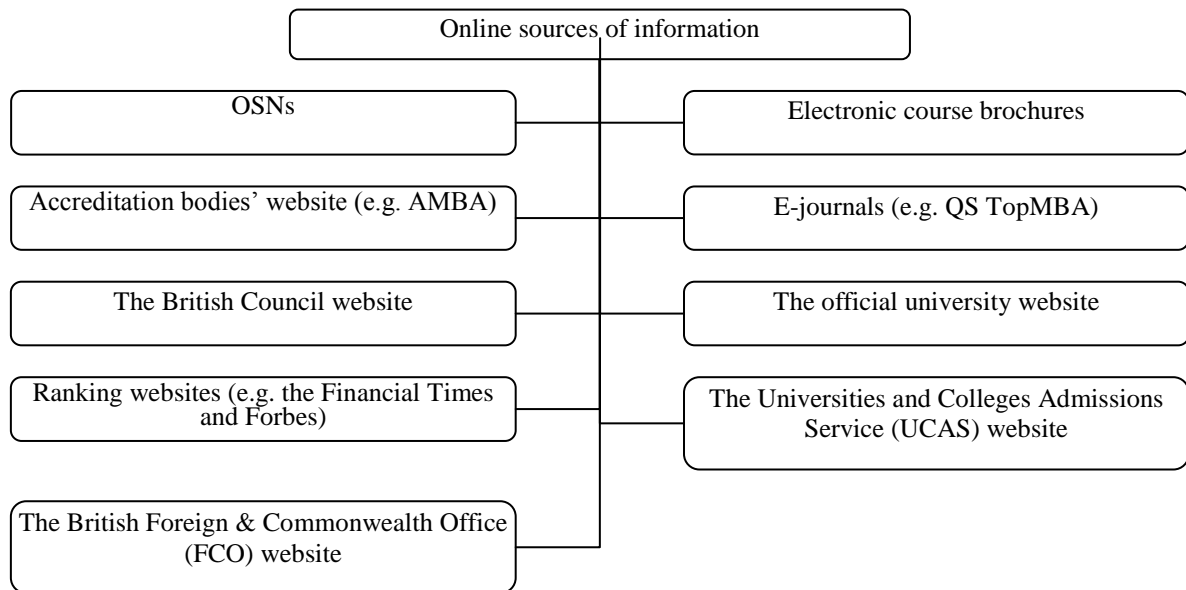 Online sources of information
OSNs
Electronic course brochures
Accreditation bodies’ website (e.g. AMBA)
E-journals (e.g. QS TopMBA)
The British Council website
The official university website
Ranking websites (e.g. the Financial Times
and Forbes)
The Universities and Colleges Admissions
Service (UCAS) website
The British Foreign & Commonwealth Office
(FCO) website